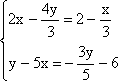 2x - 4y/3 = 2 - x/3
y - 5x = -3y/5 - 6